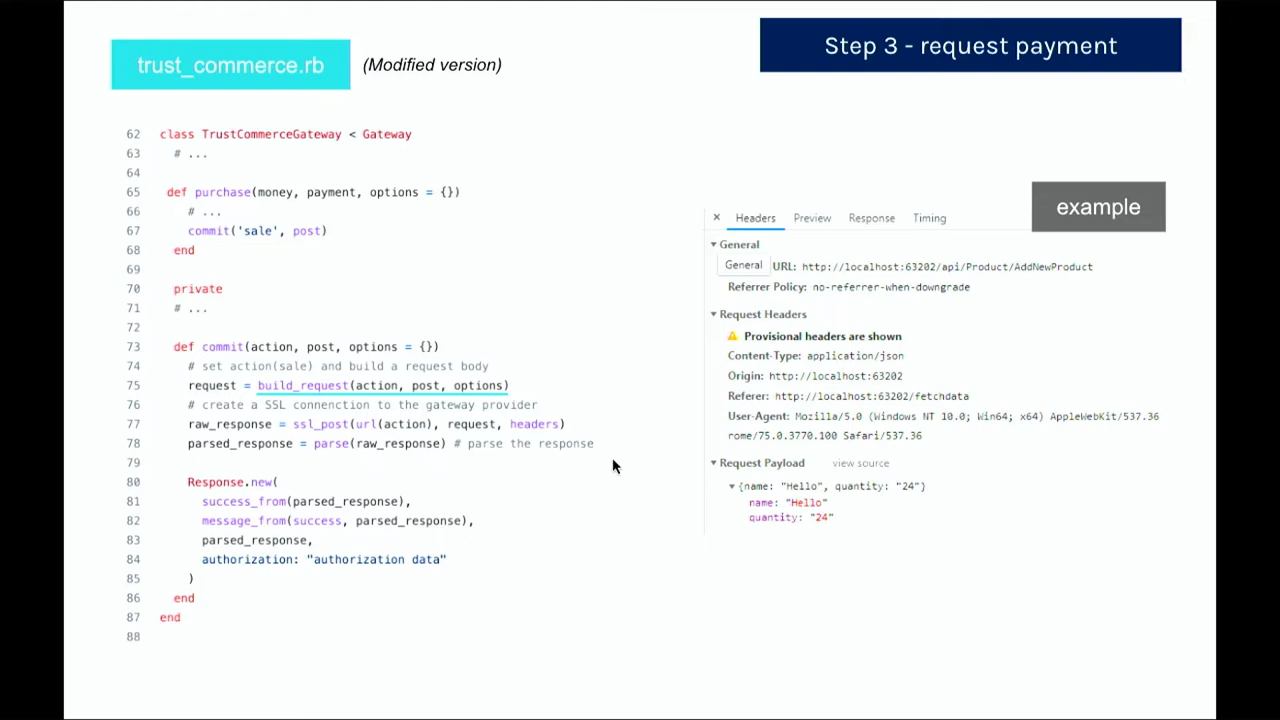 trust_commerce.rb
(Modified version)
Step 3 - request payment
62 class TrustCommerceGateway < Gateway
63 # ...
64
65 def purchase(money, payment, options = {})
66 # ...
67 commit('sale', post)
68 end
69
70 private
71 # ...
72
73 def commit(action, post, options = {})
74 # set action(sale) and build a request body
75 request = build_request(action, post, options)
76 # create a SSL connenction to the gateway provider
77 raw_response = ssl_post(url(action), request, headers)
78 parsed_response = parse(raw_response) # parse the response
79
80 Response.new(
81 success_from(parsed_response),
82 message_from(success, parsed_response),
83 parsed_response,
84 authorization: "authorization data"
85 )
86 end
87 end
88
example
× Headers Preview Response Timing
General
General URL: http://localhost:63202/api/Product/AddNewProduct
Referrer Policy: no-referrer-when-downgrade
Request Headers
Provisional headers are shown
Content-Type: application/json
Origin: http://localhost:63202
Referer: http://localhost:63202/fetchdata
User-Agent: Mozilla/5.0 (Windows NT 10.0; Win64; x64) AppleWebKit/537.36
rome/75.0.3770.100 Safari/537.36
Request Payload view source
{name: "Hello", quantity: "24"}
name: "Hello"
quantity: "24"